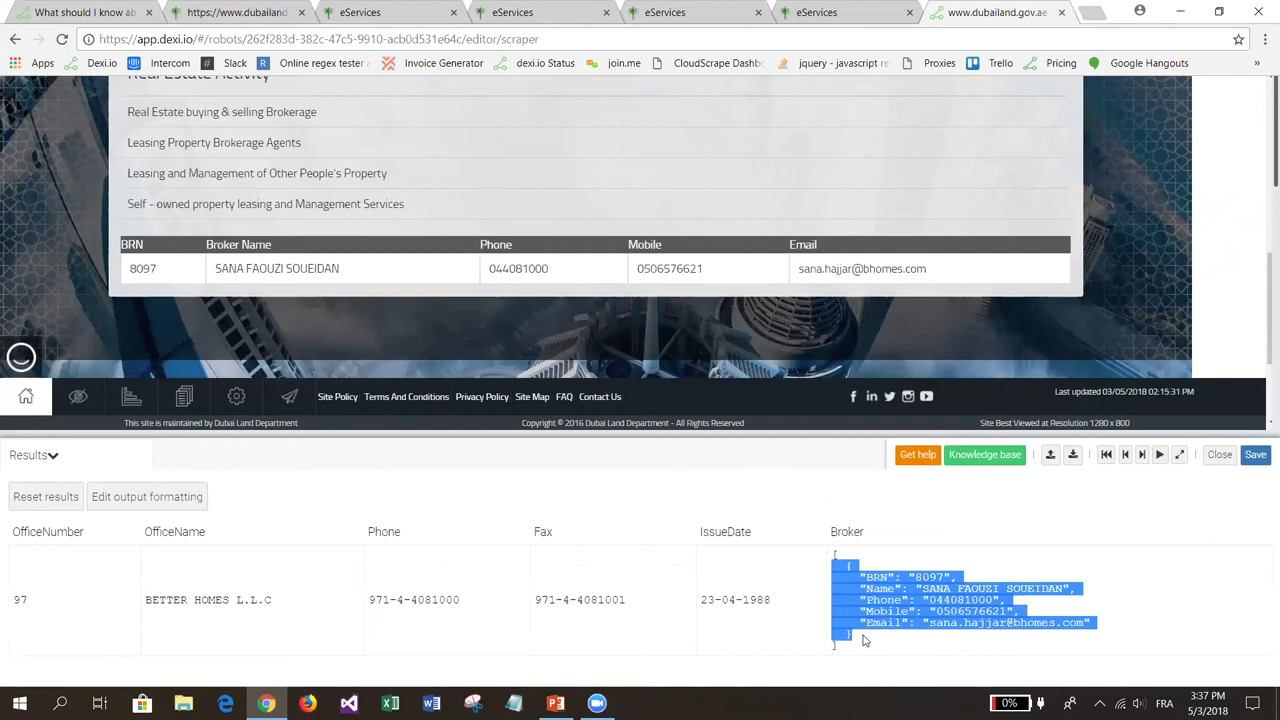 What should I know ab
https://www.dubailand.
eServices
eServices
eServices
eServices
www.dubailand.gov.ae
https://app.dexi.io/#/robots/262f283d-382c-47c5-9910-acb0d531e64c/editor/scraper
Apps Dexi.io Intercom Slack Online regex tester Invoice Generator dexi.io Status join.me CloudScrape Dashb jquery - javascript re Proxies Trello Pricing Google Hangouts
Real Estate Activity
Real Estate buying & selling Brokerage
Leasing Property Brokerage Agents
Leasing and Management of Other People's Property
Self - owned property leasing and Management Services
BRN Broker Name Phone Mobile Email
8097 SANA FAOUZI SOUEIDAN 044081000 0506576621 sana.hajjar@bhomes.com
Site Policy Terms And Conditions Privacy Policy Site Map FAQ Contact Us Last updated 03/05/2018 02:15:31 PM
This site is maintained by Dubai Land Department Copyright © 2016 Dubai Land Department - All Rights Reserved Site Best Viewed at Resolution 1280 x 800
Results Get help Knowledge base Close Save
Reset results Edit output formatting
OfficeNumber OfficeName Phone Fax IssueDate Broker
97 BETTER HOMES L.L.C 971-4-4081000 971-4-4081001 23-04-1988
[
{
"BRN": "8097",
"Name": "SANA FAOUZI SOUEIDAN",
"Phone": "044081000",
"Mobile": "0506576621",
"Email": "sana.hajjar@bhomes.com"
}
]
0% FRA 3:37 PM
5/3/2018